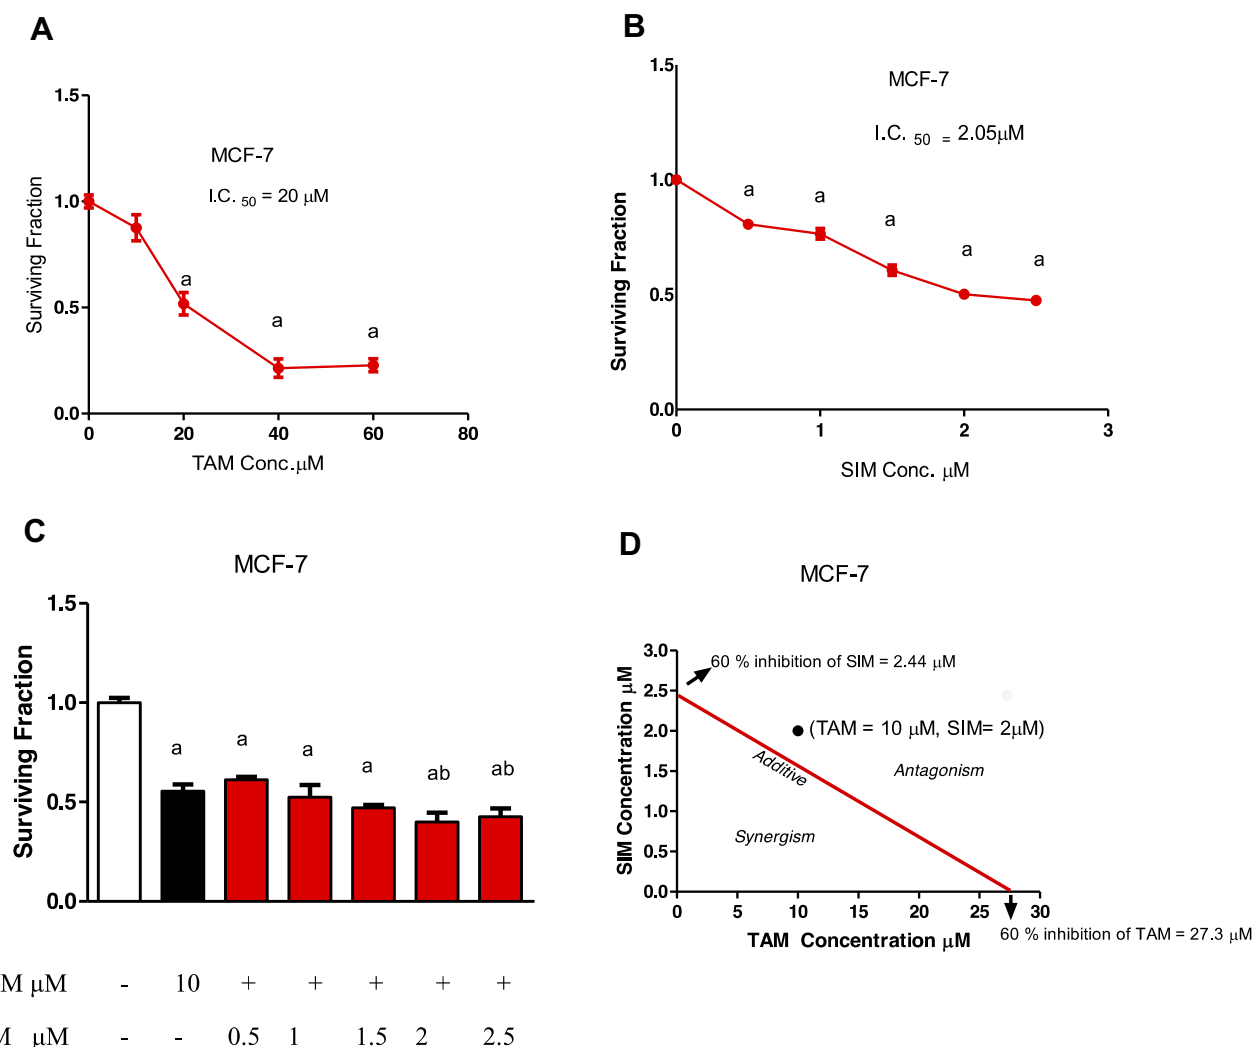 A
1.5
1.0
0.5
0.0
Surviving Fraction
MCF-7
I.C. 50 = 20 μM
a
a
a
0 20 40 60 80
TAM Conc.μM
B
1.5
1.0
0.5
0.0
Surviving Fraction
MCF-7
I.C. 50 = 2.05μM
a
a
a
a
a
0 1 2 3
SIM Conc. μM
C
MCF-7
1.5
1.0
0.5
0.0
Surviving Fraction
a a a a ab ab
M μM - 10 + + + + +
M μM - - 0.5 1 1.5 2 2.5
D
MCF-7
3.0
2.5
2.0
1.5
1.0
0.5
0.0
SIM Concentration μM
60 % inhibition of SIM = 2.44 μM
(TAM = 10 μM, SIM= 2μM)
Additive
Antagonism
Synergism
0 5 10 15 20 25 30
TAM Concentration μM
60 % inhibition of TAM = 27.3 μM